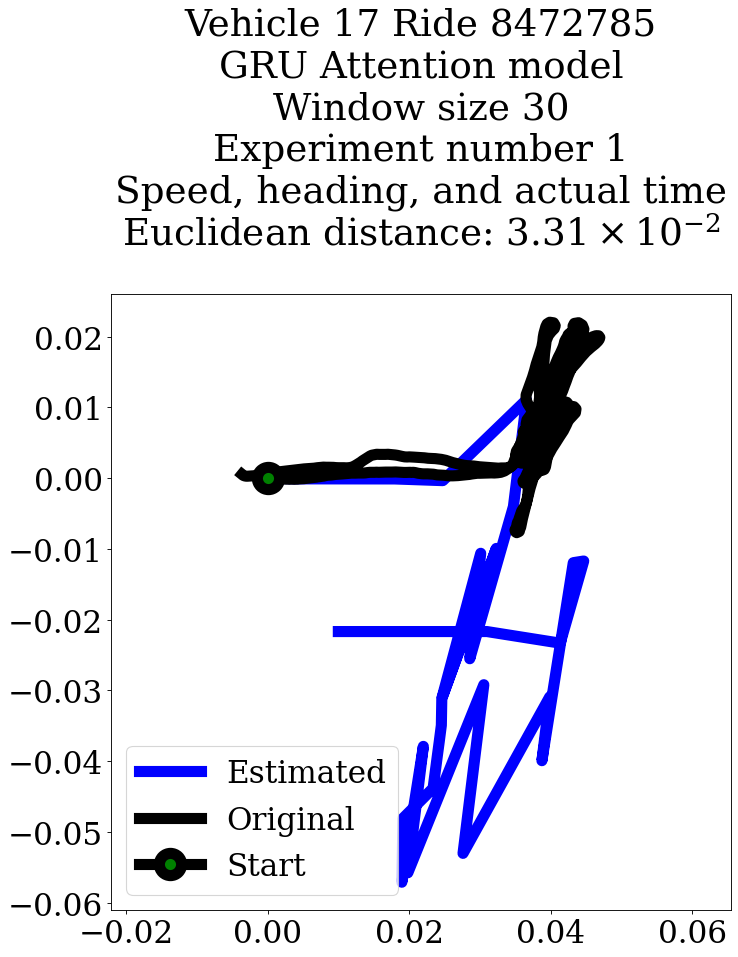 Vehicle 17 Ride 8472785
GRU Attention model
Window size 30
Experiment number 1
Speed, heading, and actual time
Euclidean distance: 3.31 × 10⁻²
0.02
0.01
0.00
−0.01
−0.02
−0.03
−0.04
−0.05
−0.06
Estimated
Original
Start
−0.02 0.00 0.02 0.04 0.06